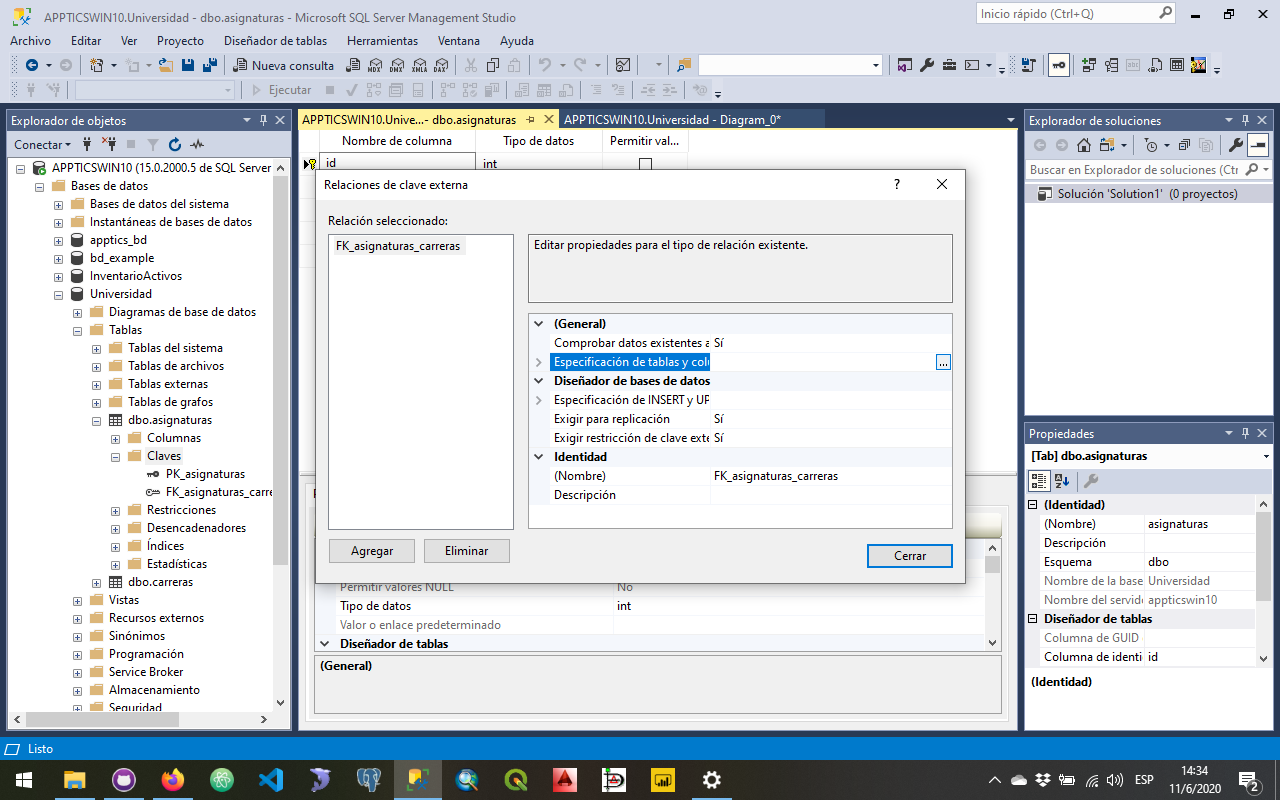 APPTICSWIN10.Universidad - dbo.asignaturas - Microsoft SQL Server Management Studio
Inicio rápido (Ctrl+Q)
Archivo Editar Ver Proyecto Diseñador de tablas Herramientas Ventana Ayuda
Nueva consulta
MDX DMX XMLA DAX
Ejecutar
Explorador de objetos
Conectar
APPTICSWIN10 (15.0.2000.5 de SQL Server
Bases de datos
Bases de datos del sistema
Instantáneas de bases de datos
apptics_bd
bd_example
InventarioActivos
Universidad
Diagramas de base de datos
Tablas
Tablas del sistema
Tablas de archivos
Tablas externas
Tablas de grafos
dbo.asignaturas
Columnas
Claves
PK_asignaturas
FK_asignaturas_carre
Restricciones
Desencadenadores
Índices
Estadísticas
dbo.carreras
Vistas
Recursos externos
Sinónimos
Programación
Service Broker
Almacenamiento
Seguridad
APPTICSWIN10.Unive...- dbo.asignaturas
APPTICSWIN10.Universidad - Diagram_0*
Nombre de columna Tipo de datos Permitir val...
id int
Relaciones de clave externa ?
Relación seleccionado:
FK_asignaturas_carreras
Editar propiedades para el tipo de relación existente.
(General)
Comprobar datos existentes a Sí
Especificación de tablas y colu ...
Diseñador de bases de datos
Especificación de INSERT y UP
Exigir para replicación Sí
Exigir restricción de clave exte Sí
Identidad
(Nombre) FK_asignaturas_carreras
Descripción
Agregar Eliminar Cerrar
Permitir valores NULL No
Tipo de datos int
Valor o enlace predeterminado
Diseñador de tablas
(General)
Explorador de soluciones
Buscar en Explorador de soluciones (Ctr
Solución 'Solution1' (0 proyectos)
Propiedades
[Tab] dbo.asignaturas
(Identidad)
(Nombre) asignaturas
Descripción
Esquema dbo
Nombre de la base Universidad
Nombre del servide appticswin10
Diseñador de tablas
Columna de GUID
Columna de identi id
(Identidad)
Listo
ESP
14:34
11/6/2020
2